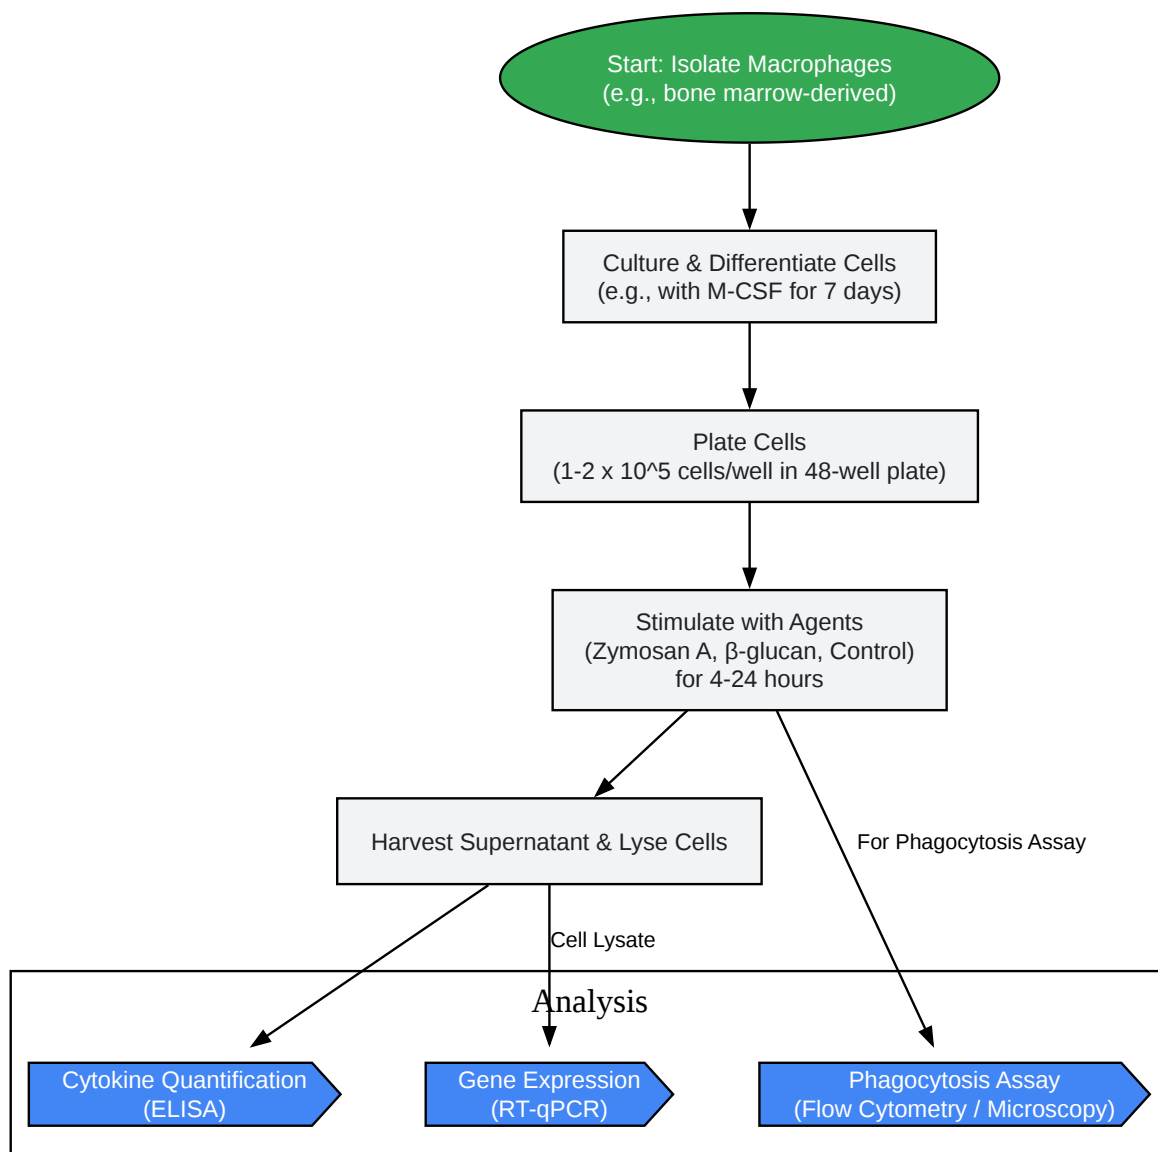 Start: Isolate Macrophages
(e.g., bone marrow-derived)
Culture & Differentiate Cells
(e.g., with M-CSF for 7 days)
Plate Cells
(1-2 x 10^5 cells/well in 48-well plate)
Stimulate with Agents
(Zymosan A, β-glucan, Control)
for 4-24 hours
Harvest Supernatant & Lyse Cells
For Phagocytosis Assay
Cell Lysate
Analysis
Cytokine Quantification
(ELISA)
Gene Expression
(RT-qPCR)
Phagocytosis Assay
(Flow Cytometry / Microscopy)